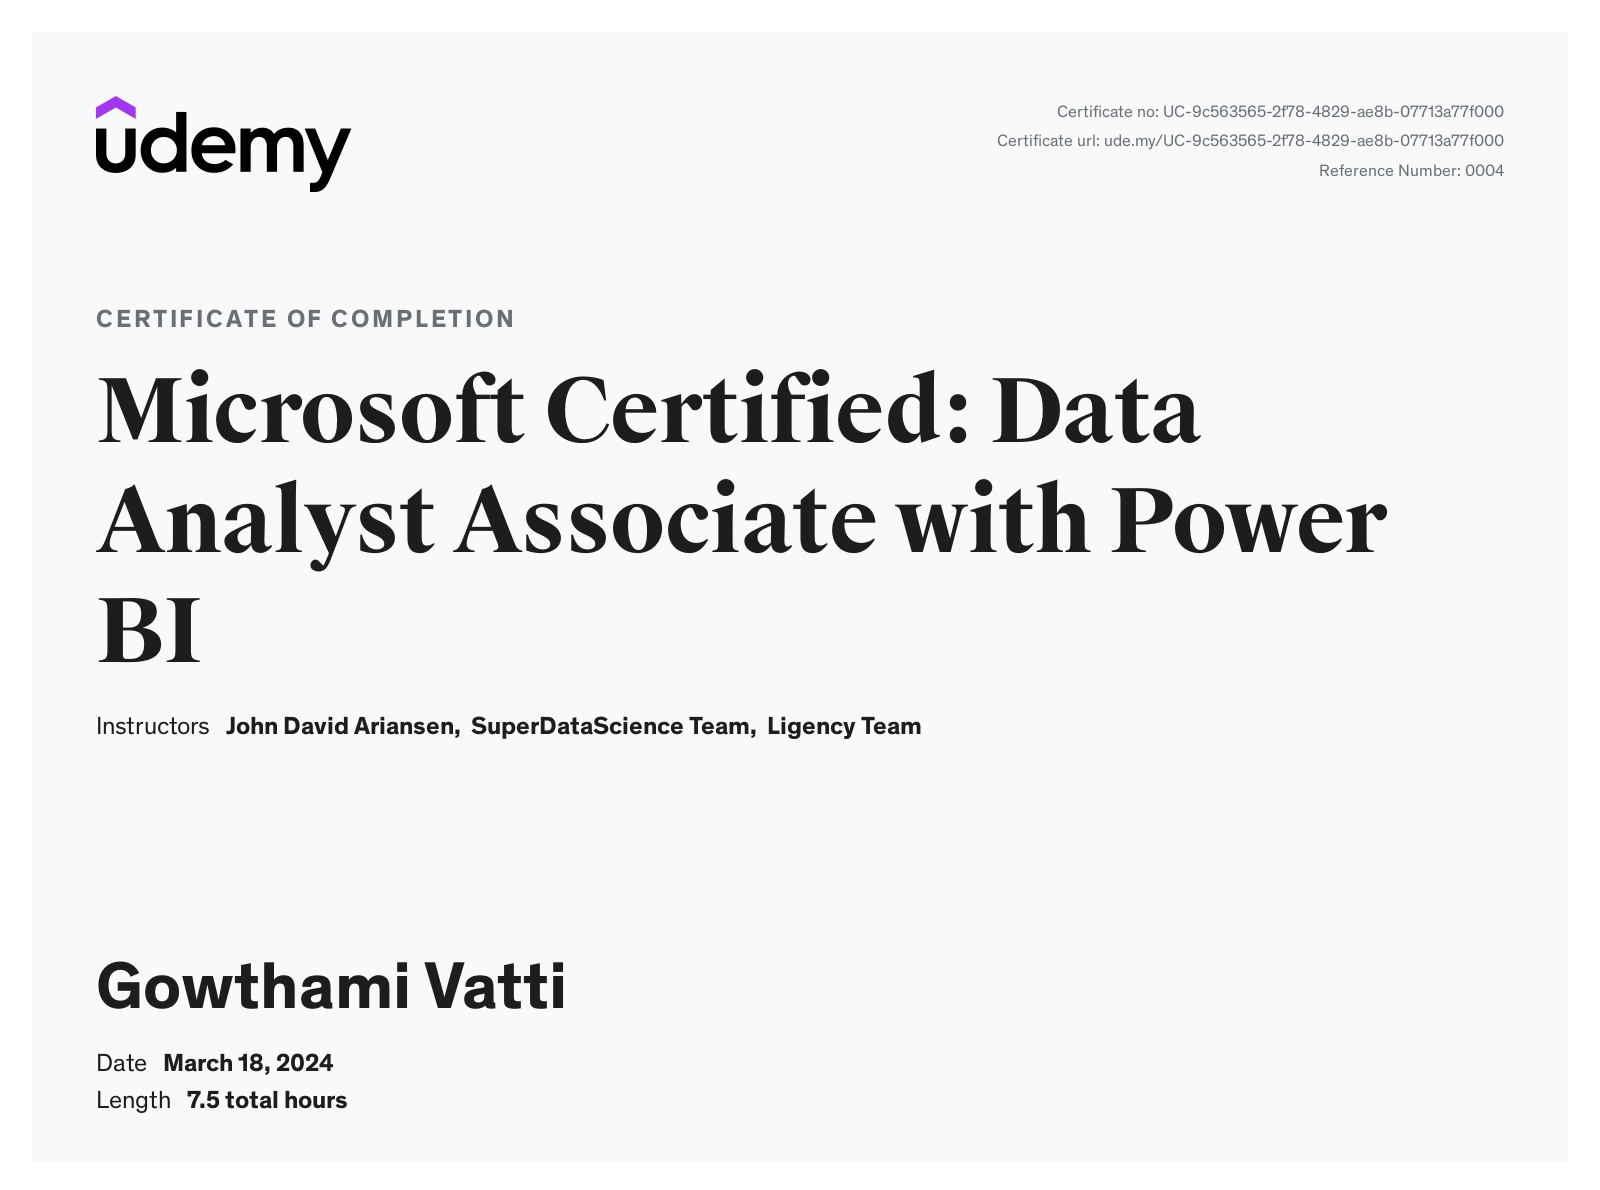 udemy
Certificate no: UC-9c563565-2f78-4829-ae8b-07713a77f000
Certificate url: ude.my/UC-9c563565-2f78-4829-ae8b-07713a77f000
Reference Number: 0004
CERTIFICATE OF COMPLETION
Microsoft Certified: Data
Analyst Associate with Power
BI
Instructors John David Ariansen, SuperDataScience Team, Ligency Team
Gowthami Vatti
Date March 18, 2024
Length 7.5 total hours